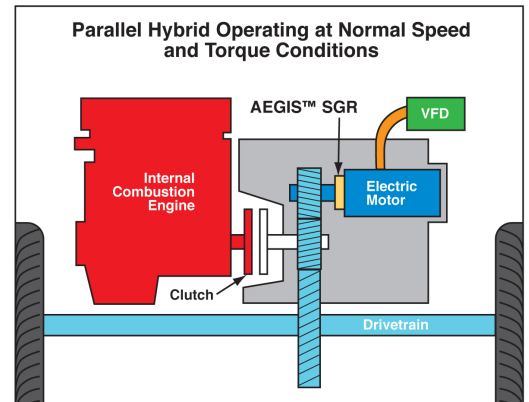 Parallel Hybrid Operating at Normal Speed
and Torque Conditions
AEGIS™ SGR
VFD
Internal
Combustion
Engine
Electric
Motor
Clutch
Drivetrain